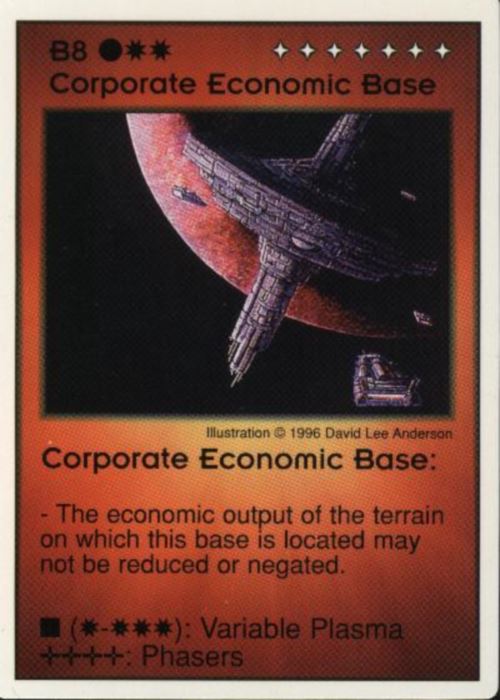 B8 ●✷✷ ✦✦✦✦✦✦✦
Corporate Economic Base
Illustration © 1996 David Lee Anderson
Corporate Economic Base:
- The economic output of the terrain
on which this base is located may
not be reduced or negated.
■ (✷-✷✷✷): Variable Plasma
✢✢✢✢: Phasers